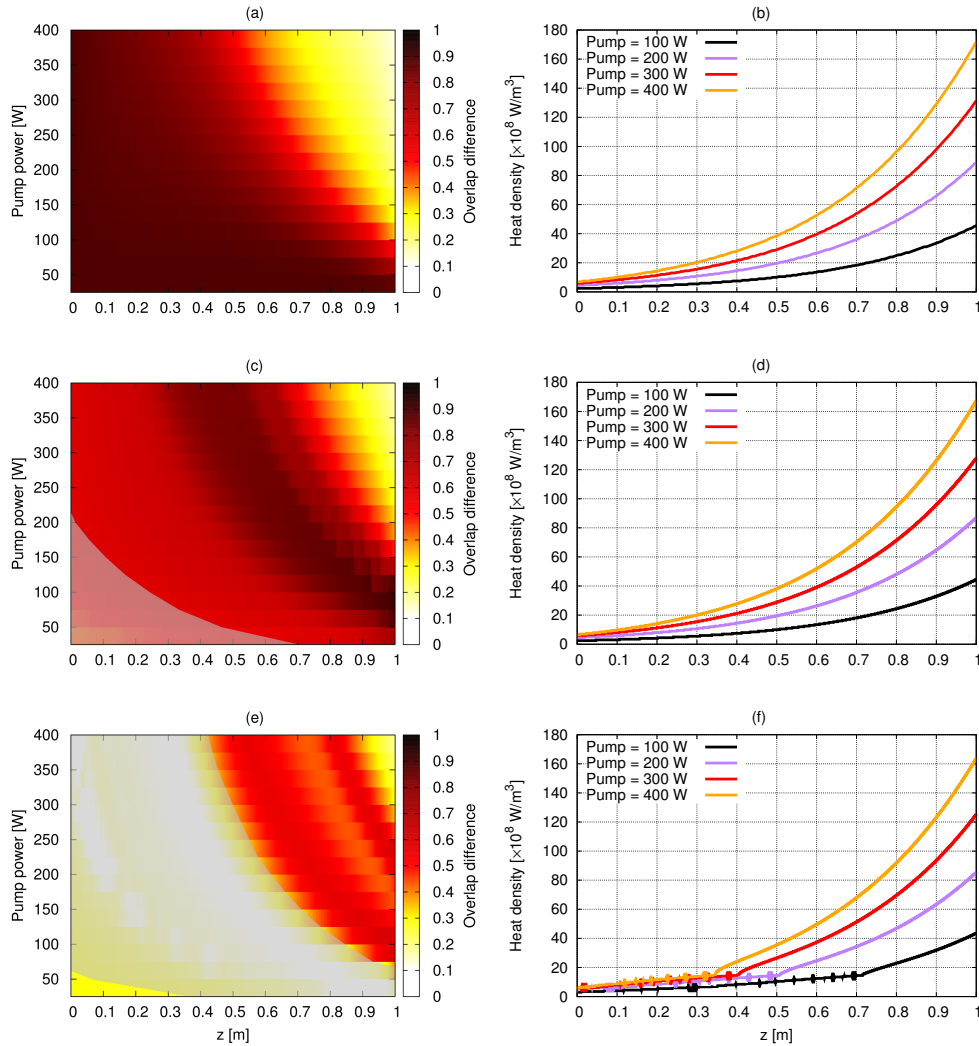 (a)
400
350
300
250
200
150
100
50
Pump power [W]
0 0.1 0.2 0.3 0.4 0.5 0.6 0.7 0.8 0.9 1
1
0.9
0.8
0.7
0.6
0.5
0.4
0.3
0.2
0.1
0
Overlap difference
(b)
Pump = 100 W
Pump = 200 W
Pump = 300 W
Pump = 400 W
180
160
140
120
100
80
60
40
20
0
Heat density [×10⁸ W/m³]
0 0.1 0.2 0.3 0.4 0.5 0.6 0.7 0.8 0.9 1
(c)
400
350
300
250
200
150
100
50
Pump power [W]
0 0.1 0.2 0.3 0.4 0.5 0.6 0.7 0.8 0.9 1
1
0.9
0.8
0.7
0.6
0.5
0.4
0.3
0.2
0.1
0
Overlap difference
(d)
Pump = 100 W
Pump = 200 W
Pump = 300 W
Pump = 400 W
180
160
140
120
100
80
60
40
20
0
Heat density [×10⁸ W/m³]
0 0.1 0.2 0.3 0.4 0.5 0.6 0.7 0.8 0.9 1
(e)
400
350
300
250
200
150
100
50
Pump power [W]
0 0.1 0.2 0.3 0.4 0.5 0.6 0.7 0.8 0.9 1
z [m]
1
0.9
0.8
0.7
0.6
0.5
0.4
0.3
0.2
0.1
0
Overlap difference
(f)
Pump = 100 W
Pump = 200 W
Pump = 300 W
Pump = 400 W
180
160
140
120
100
80
60
40
20
0
Heat density [×10⁸ W/m³]
0 0.1 0.2 0.3 0.4 0.5 0.6 0.7 0.8 0.9 1
z [m]